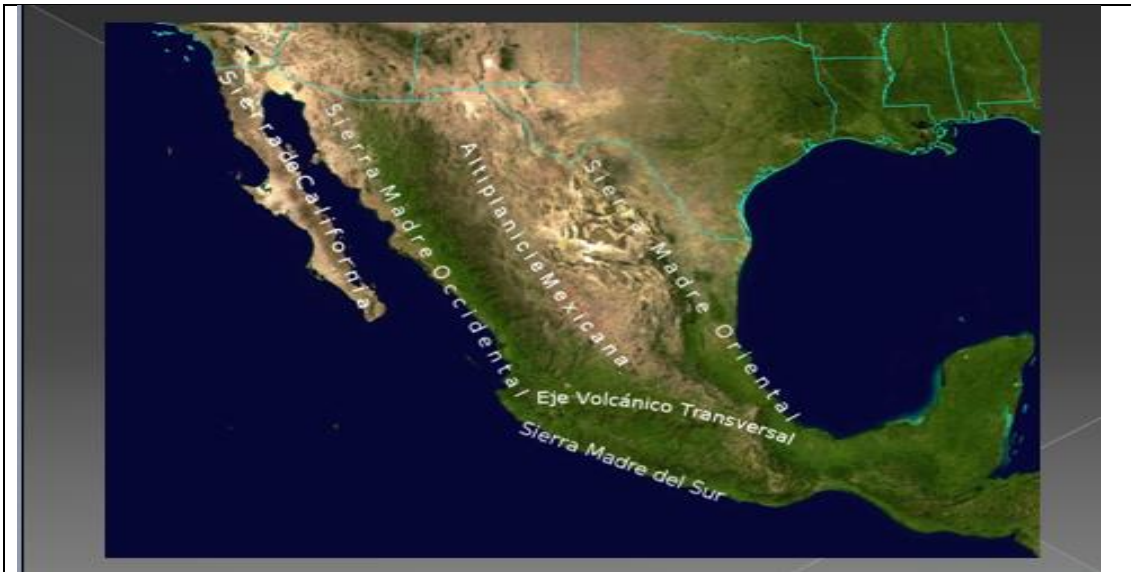 Sierra de California
Sierra Madre Occidental
Altiplanicie Mexicana
Sierra Madre Oriental
Eje Volcánico Transversal
Sierra Madre del Sur